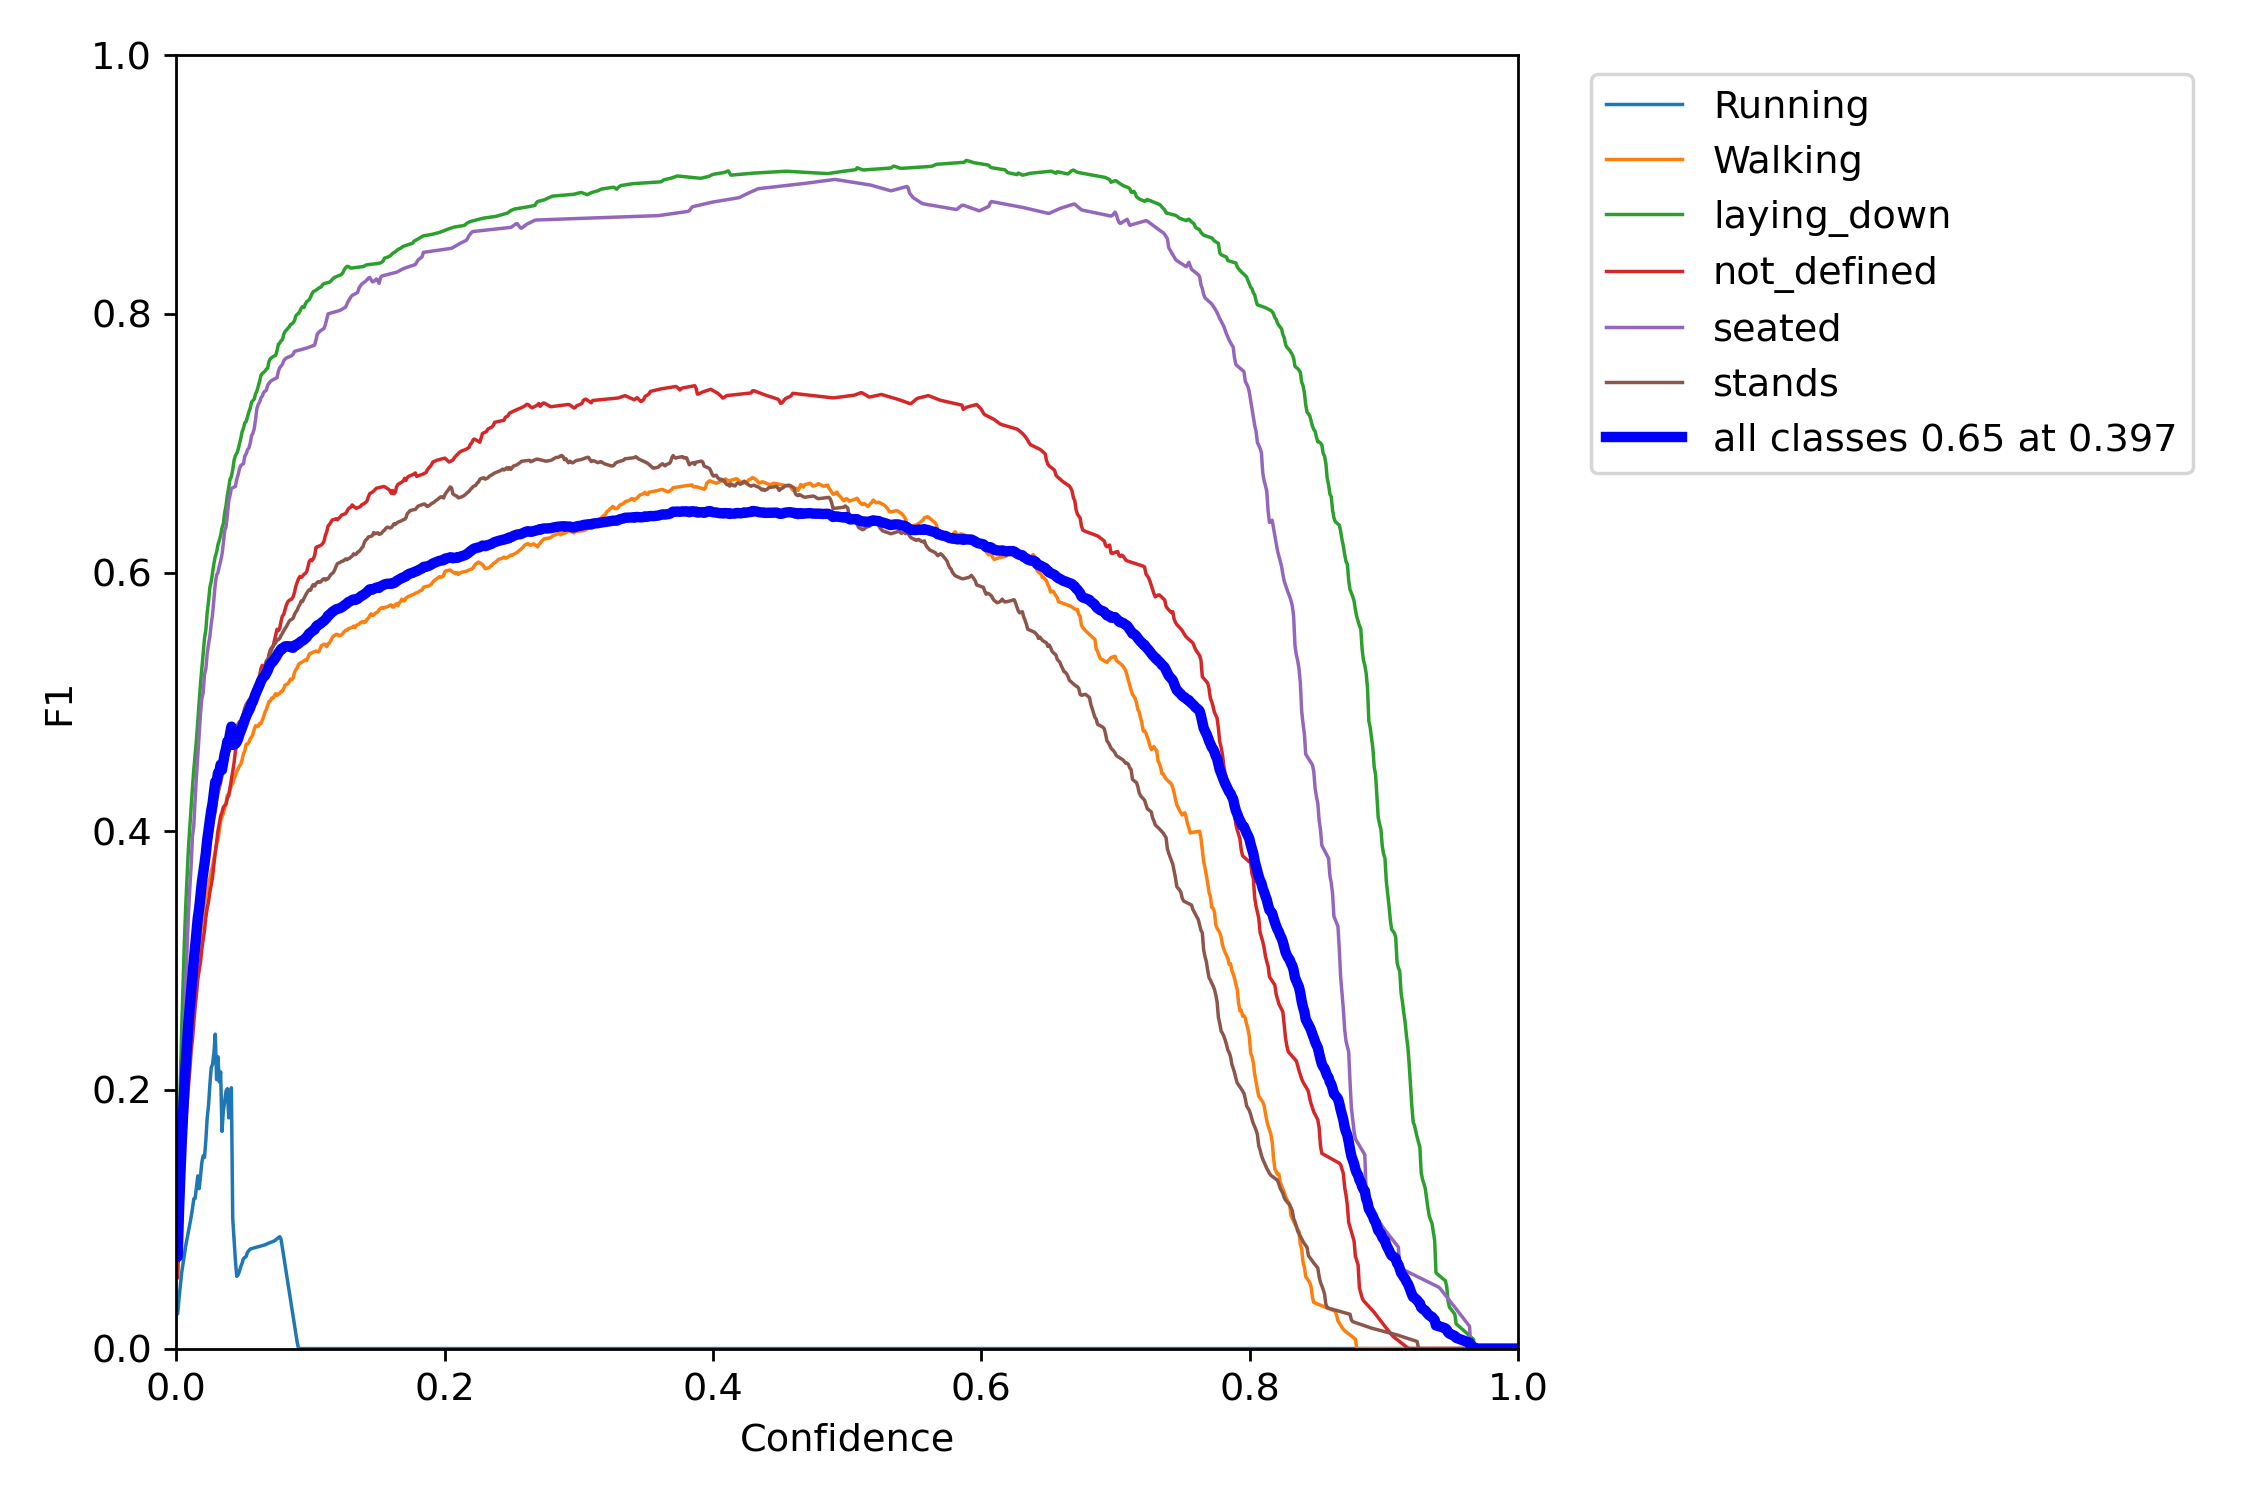 1.0
0.8
0.6
0.4
0.2
0.0
F1
0.0 0.2 0.4 0.6 0.8 1.0
Confidence
Running
Walking
laying_down
not_defined
seated
stands
all classes 0.65 at 0.397